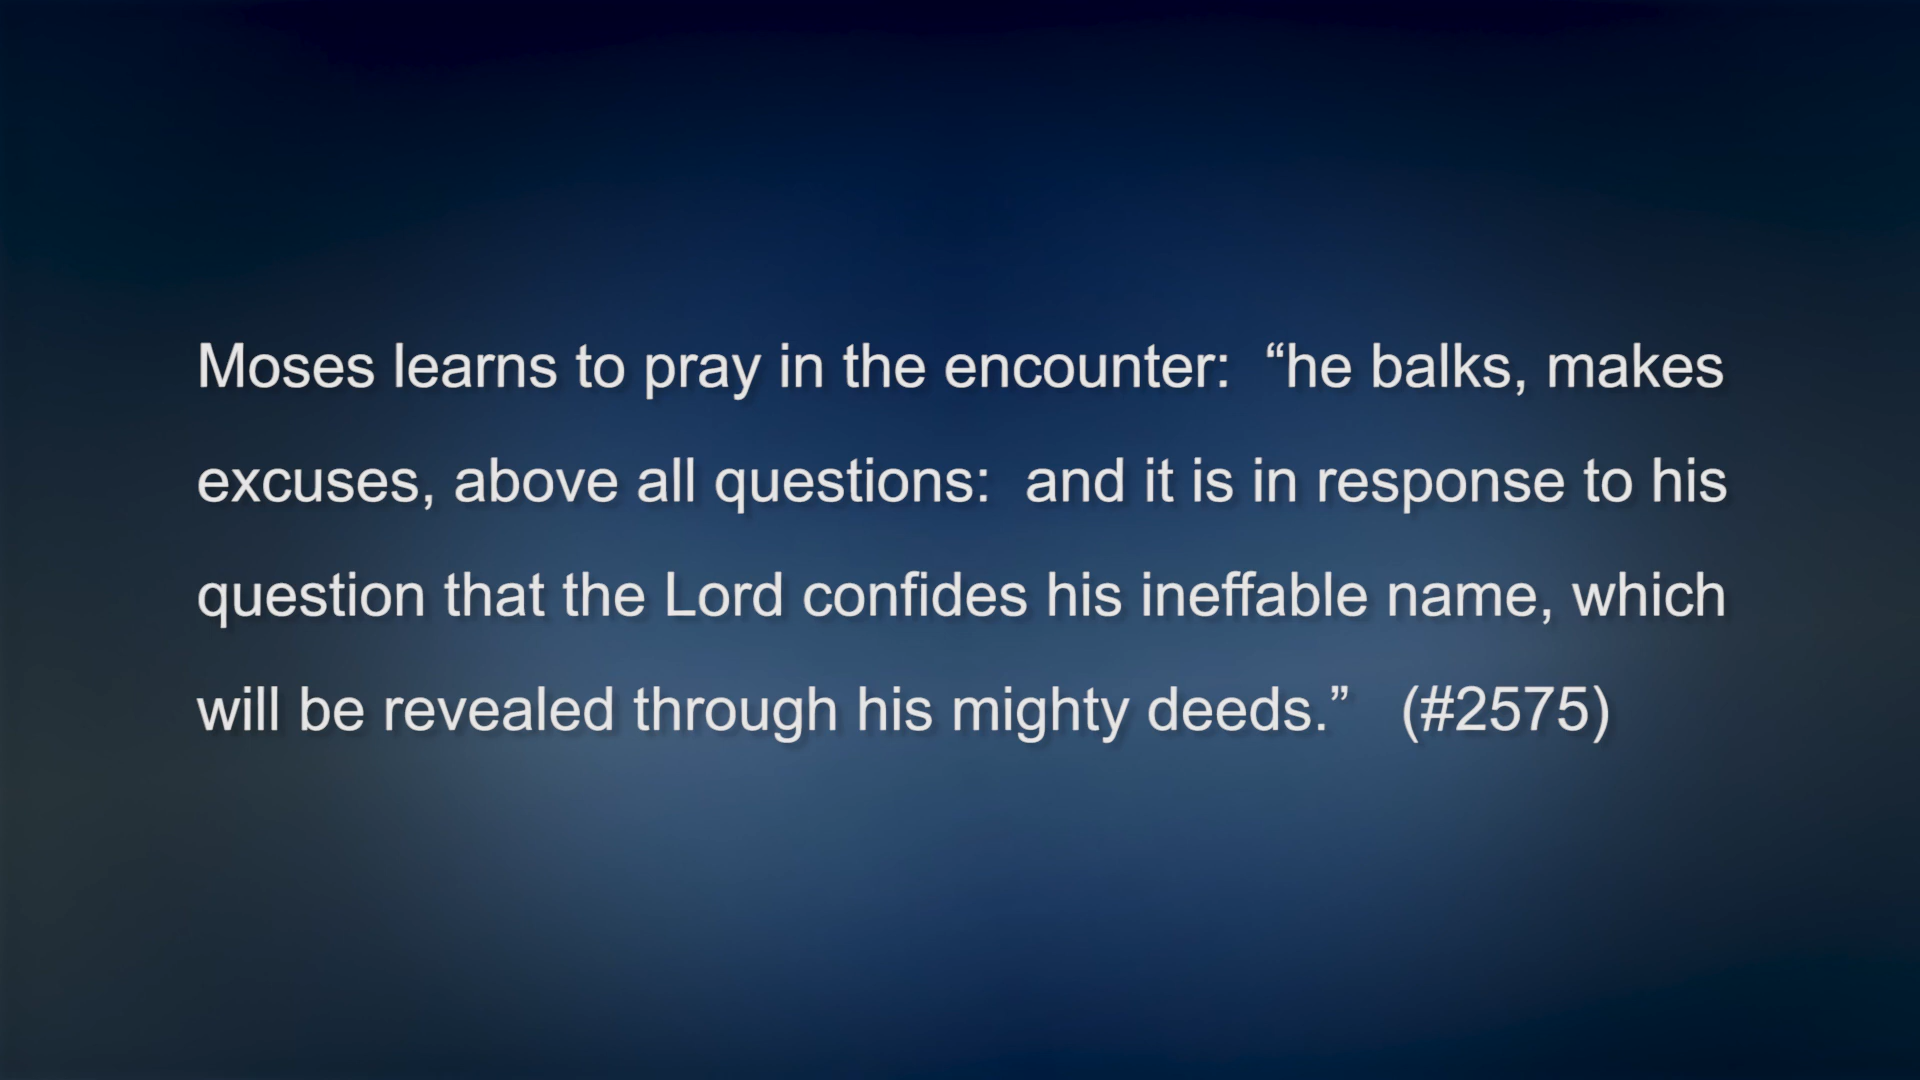 Moses learns to pray in the encounter:  “he balks, makes
excuses, above all questions:  and it is in response to his
question that the Lord confides his ineffable name, which
will be revealed through his mighty deeds.”   (#2575)